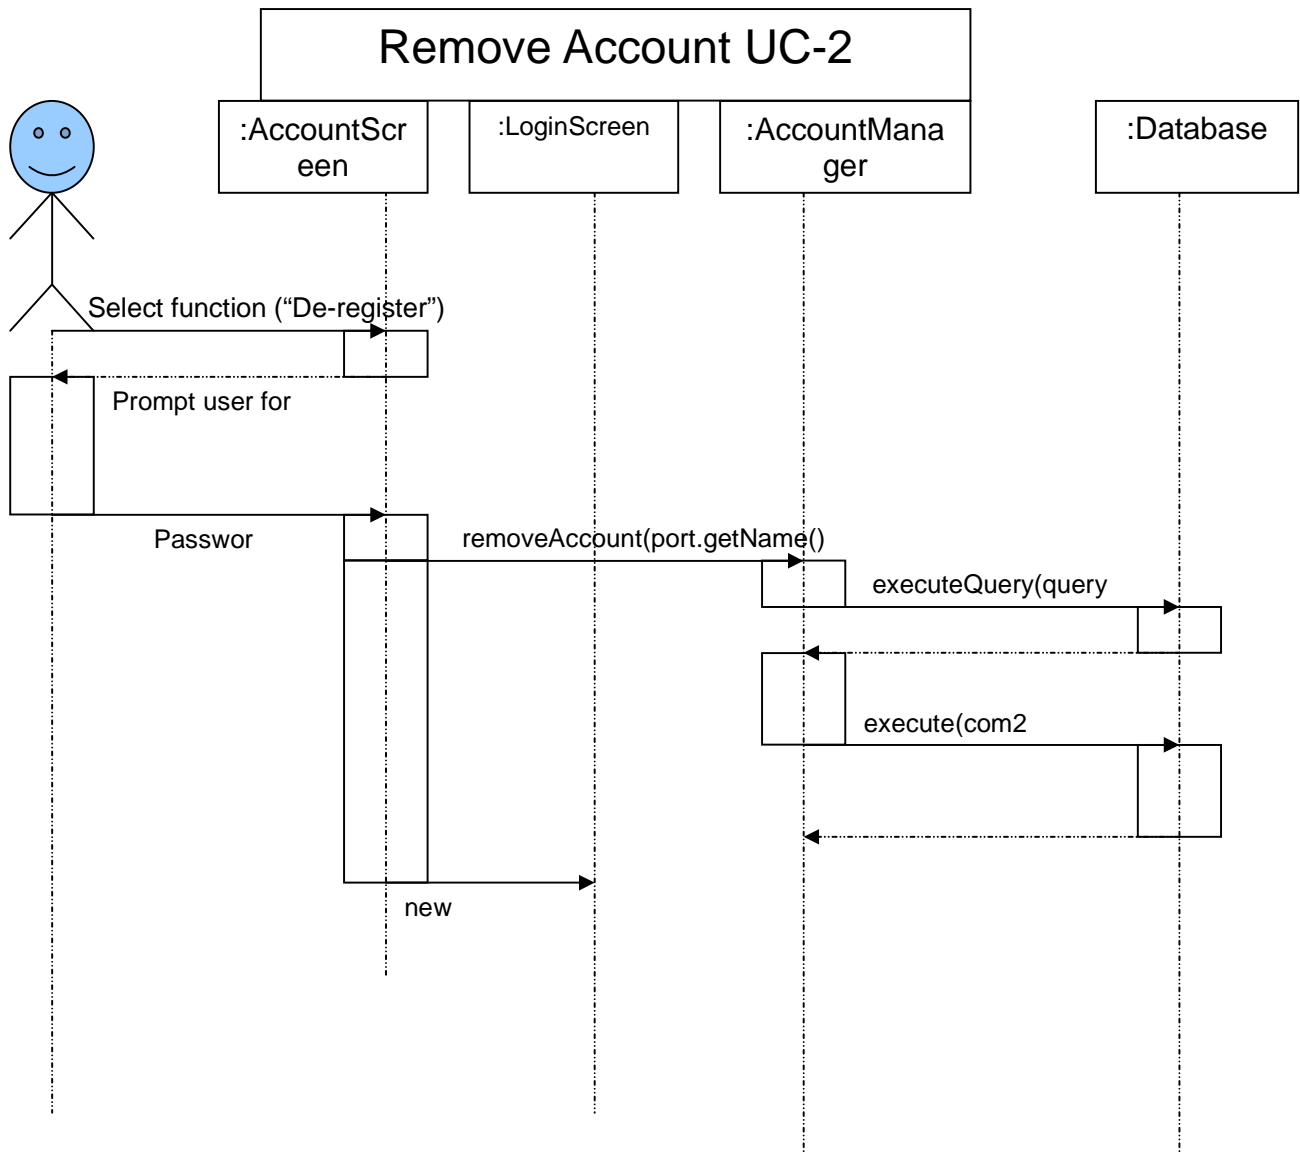 Remove Account UC-2
:AccountScr
een
:LoginScreen
:AccountMana
ger
:Database
Select function (“De-register”)
Prompt user for
Passwor
removeAccount(port.getName()
executeQuery(query
execute(com2
new